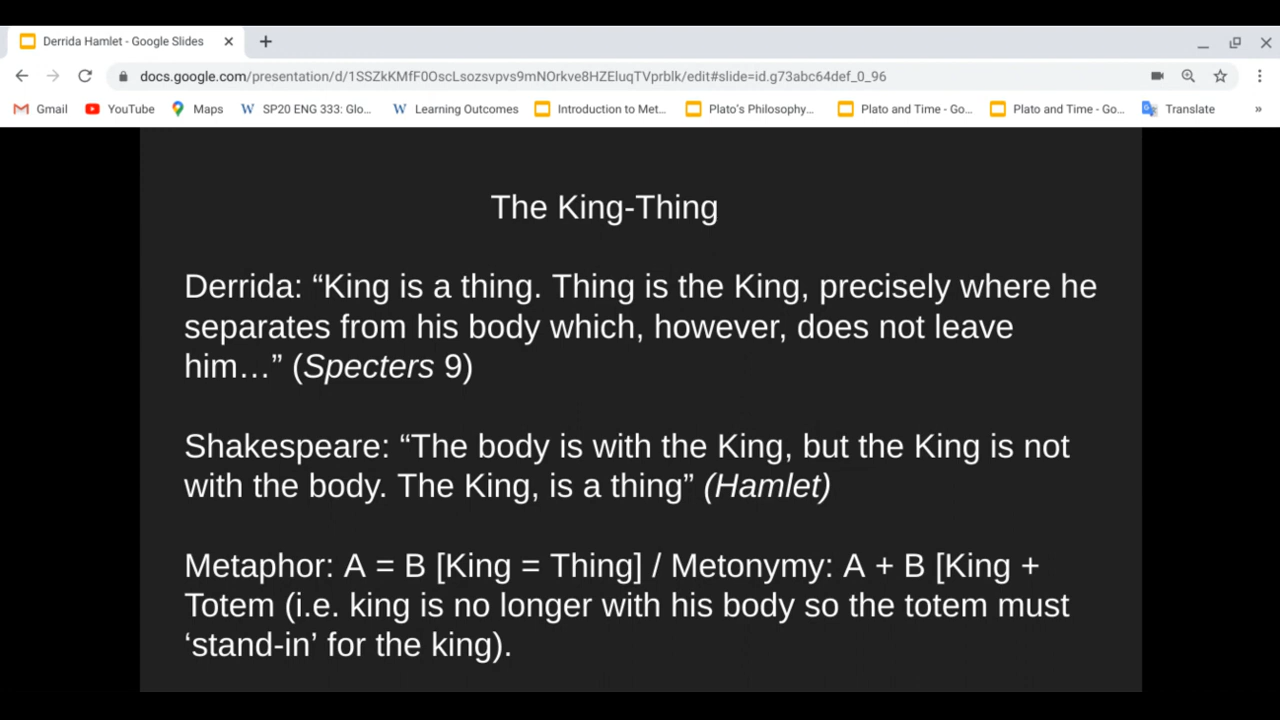 Derrida Hamlet - Google Slides
docs.google.com/presentation/d/1SSZkKMfF0OscLsozsvpvs9mNOrkve8HZEluqTVprblk/edit#slide=id.g73abc64def_0_96
Gmail YouTube Maps W SP20 ENG 333: Glo... W Learning Outcomes Introduction to Met... Plato's Philosophy... Plato and Time - Go... Plato and Time - Go... Translate »
The King-Thing
Derrida: “King is a thing. Thing is the King, precisely where he
separates from his body which, however, does not leave
him…” (Specters 9)
Shakespeare: “The body is with the King, but the King is not
with the body. The King, is a thing” (Hamlet)
Metaphor: A = B [King = Thing] / Metonymy: A + B [King +
Totem (i.e. king is no longer with his body so the totem must
‘stand-in’ for the king).